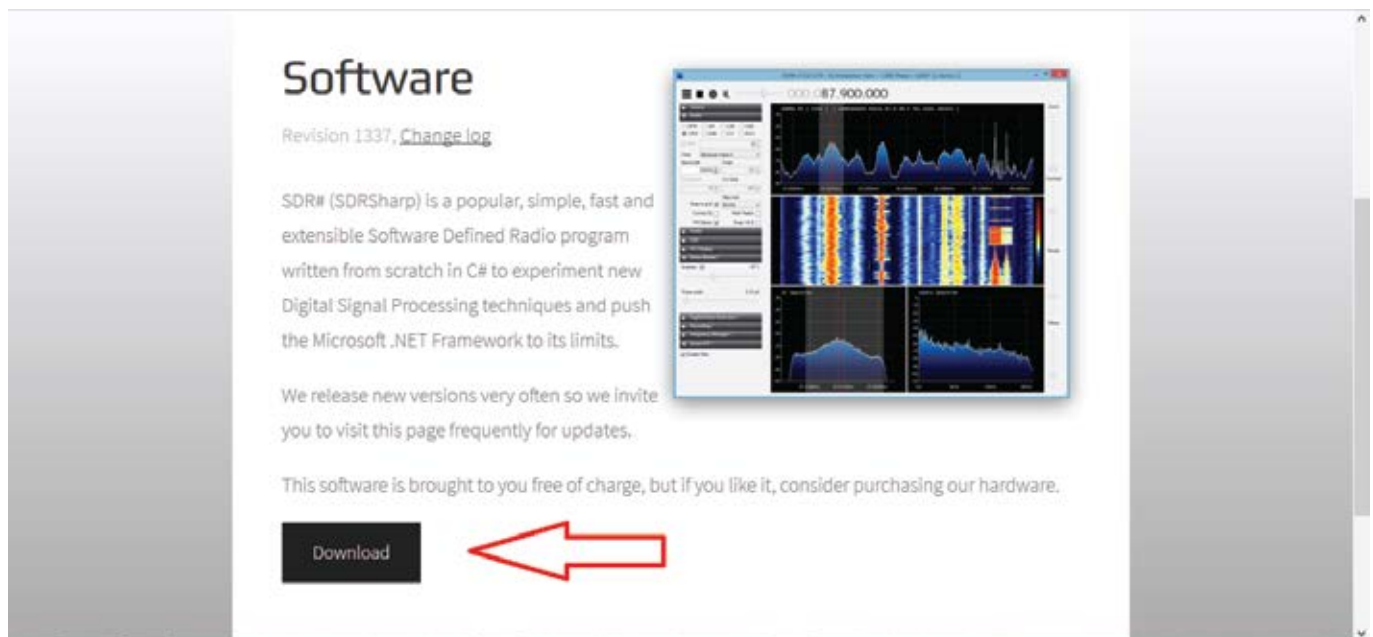 Software
Revision 1337, Change log
SDR# (SDRSharp) is a popular, simple, fast and
extensible Software Defined Radio program
written from scratch in C# to experiment new
Digital Signal Processing techniques and push
the Microsoft .NET Framework to its limits.
We release new versions very often so we invite
you to visit this page frequently for updates.
This software is brought to you free of charge, but if you like it, consider purchasing our hardware.
Download
000.087.900.000